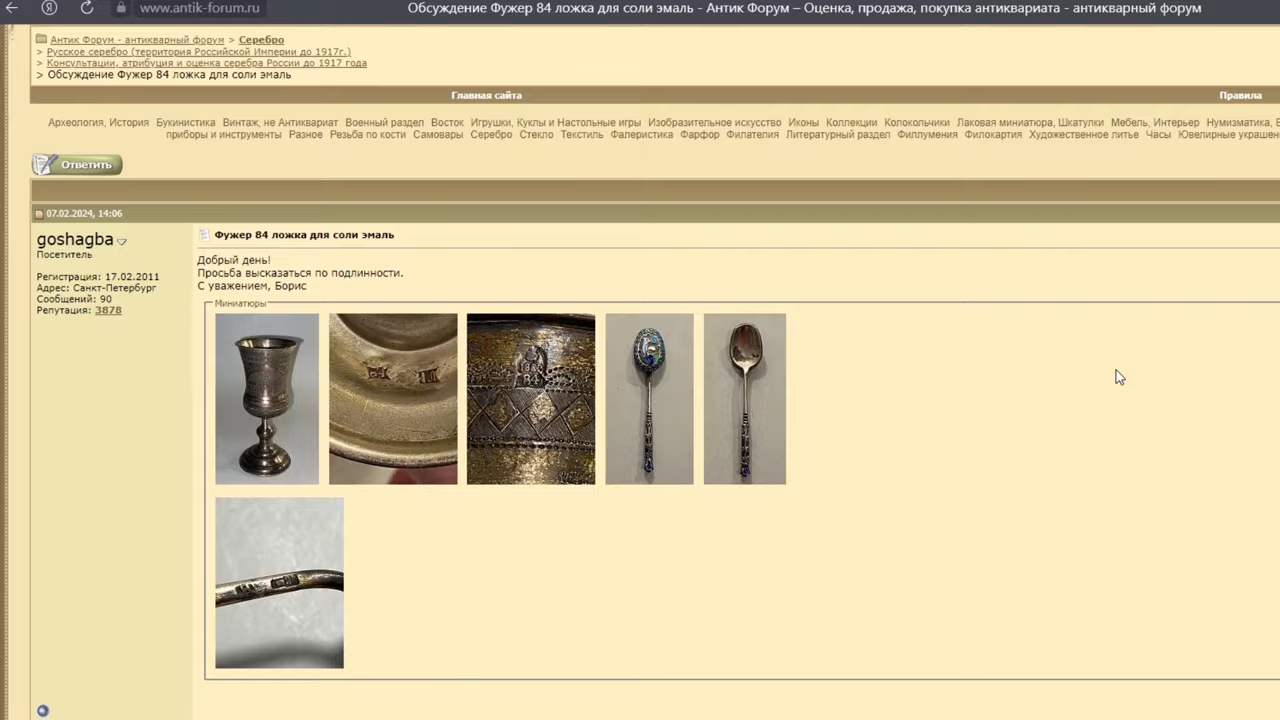 www.antik-forum.ru
Обсуждение Фужер 84 ложка для соли эмаль - Антик Форум – Оценка, продажа, покупка антиквариата - антикварный форум
Антик Форум - антикварный форум > Серебро
> Русское серебро (территория Российской Империи до 1917г.)
> Консультации, атрибуция и оценка серебра России до 1917 года
> Обсуждение Фужер 84 ложка для соли эмаль
Главная сайта Правила
Археология, История Букинистика Винтаж, не Антиквариат Военный раздел Восток Игрушки, Куклы и Настольные игры Изобразительное искусство Иконы Коллекции Колокольчики Лаковая миниатюра, Шкатулки Мебель, Интерьер Нумизматика,
приборы и инструменты Разное Резьба по кости Самовары Серебро Стекло Текстиль Фалеристика Фарфор Филателия Литературный раздел Филлумения Филокартия Художественное литье Часы Ювелирные украшен
Ответить
07.02.2024, 14:06
goshagba
Посетитель
Регистрация: 17.02.2011
Адрес: Санкт-Петербург
Сообщений: 90
Репутация: 3878
Фужер 84 ложка для соли эмаль
Добрый день!
Просьба высказаться по подлинности.
С уважением, Борис
Миниатюры
84